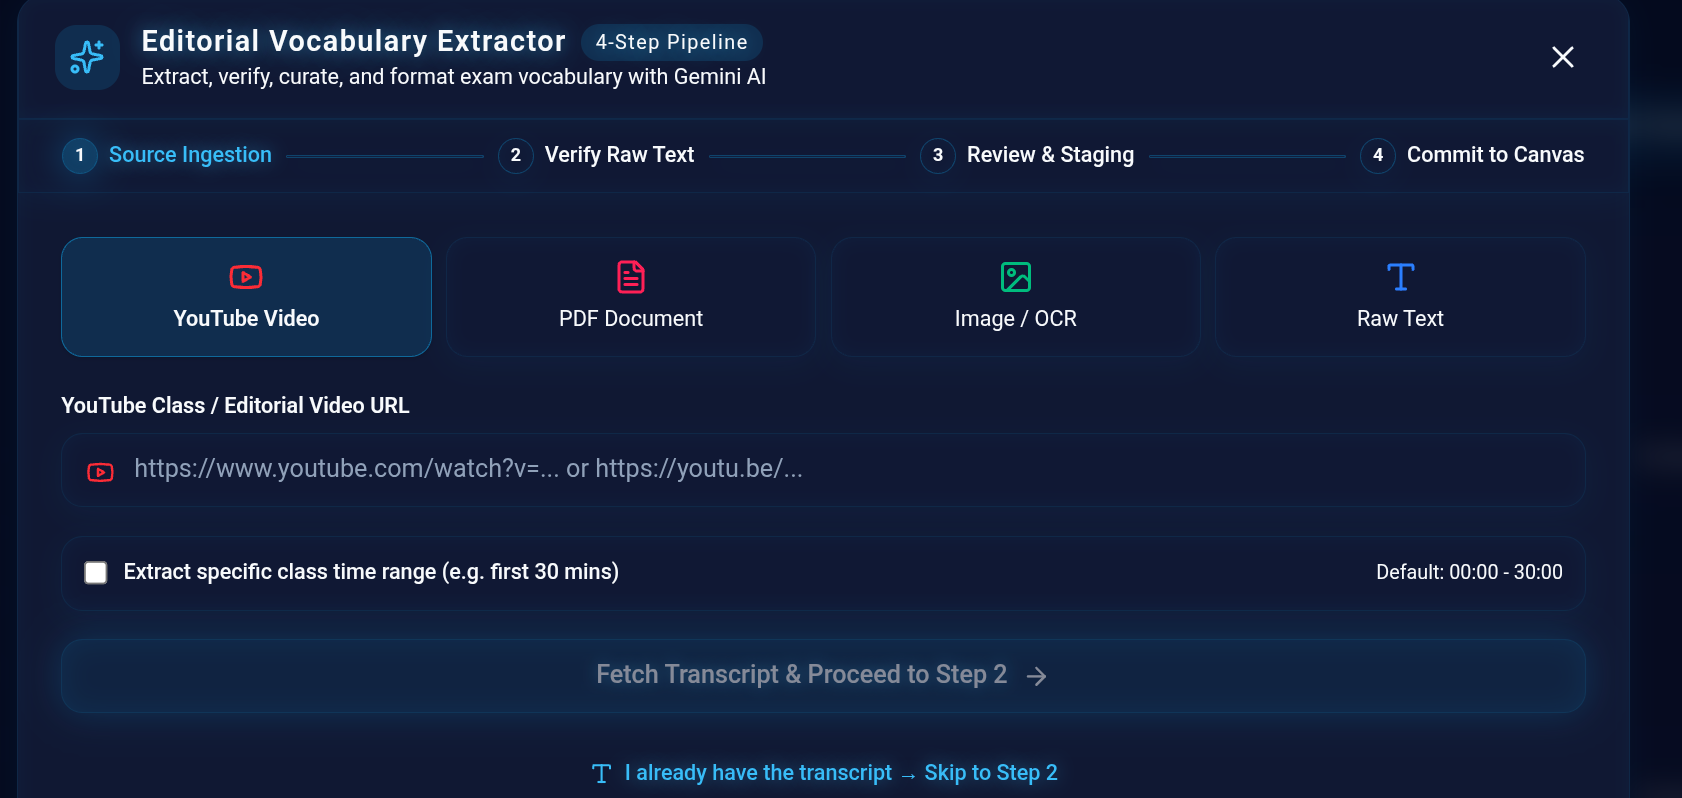 Editorial Vocabulary Extractor 4-Step Pipeline
Extract, verify, curate, and format exam vocabulary with Gemini AI
1 Source Ingestion 2 Verify Raw Text 3 Review & Staging 4 Commit to Canvas
YouTube Video PDF Document Image / OCR Raw Text
YouTube Class / Editorial Video URL
https://www.youtube.com/watch?v=... or https://youtu.be/...
Extract specific class time range (e.g. first 30 mins) Default: 00:00 - 30:00
Fetch Transcript & Proceed to Step 2 →
I already have the transcript → Skip to Step 2